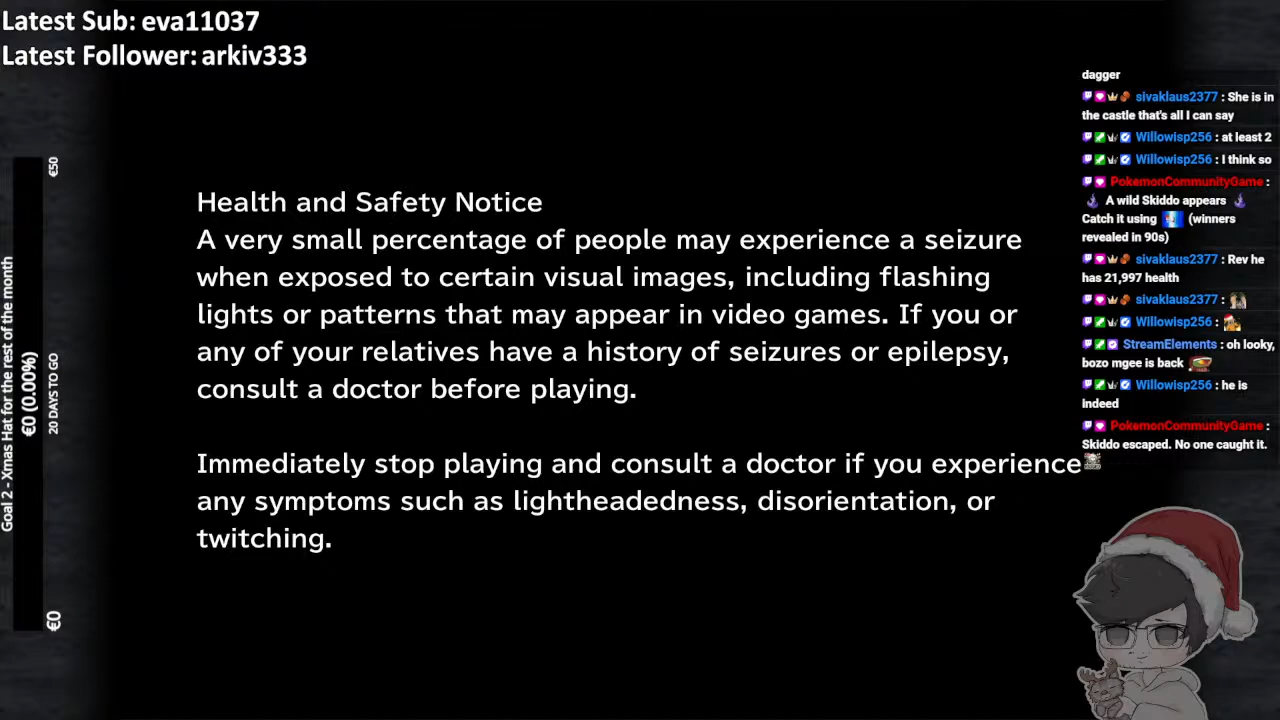 Latest Sub: eva11037
Latest Follower: arkiv333
Goal 2 - Xmas Hat for the rest of the month
€0 (0.00%)
20 DAYS TO GO
€50
€0
Health and Safety Notice
A very small percentage of people may experience a seizure
when exposed to certain visual images, including flashing
lights or patterns that may appear in video games. If you or
any of your relatives have a history of seizures or epilepsy,
consult a doctor before playing.
Immediately stop playing and consult a doctor if you experience
any symptoms such as lightheadedness, disorientation, or
twitching.
dagger
sivaklaus2377 : She is in
the castle that's all I can say
Willowisp256 : at least 2
Willowisp256 : I think so
PokemonCommunityGame :
A wild Skiddo appears
Catch it using (winners
revealed in 90s)
sivaklaus2377 : Rev he
has 21,997 health
sivaklaus2377 :
Willowisp256 :
StreamElements : oh looky,
bozo mgee is back
Willowisp256 : he is
indeed
PokemonCommunityGame :
Skiddo escaped. No one caught it.